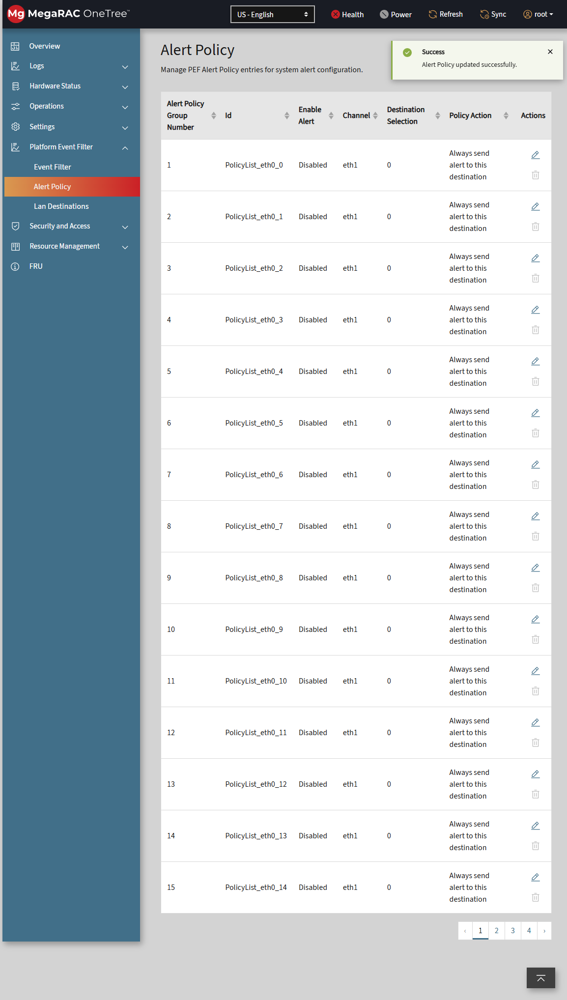 Mg MegaRAC OneTree™
US - English
Health
Power
Refresh
Sync
root
Overview
Logs
Hardware Status
Operations
Settings
Platform Event Filter
Event Filter
Alert Policy
Lan Destinations
Security and Access
Resource Management
FRU
Alert Policy
Manage PEF Alert Policy entries for system alert configuration.
Success
Alert Policy updated successfully.
Alert Policy
Group
Number
Id
Enable
Alert
Channel
Destination
Selection
Policy Action
Actions
1 PolicyList_eth0_0 Disabled eth1 0 Always send
alert to this
destination
2 PolicyList_eth0_1 Disabled eth1 0 Always send
alert to this
destination
3 PolicyList_eth0_2 Disabled eth1 0 Always send
alert to this
destination
4 PolicyList_eth0_3 Disabled eth1 0 Always send
alert to this
destination
5 PolicyList_eth0_4 Disabled eth1 0 Always send
alert to this
destination
6 PolicyList_eth0_5 Disabled eth1 0 Always send
alert to this
destination
7 PolicyList_eth0_6 Disabled eth1 0 Always send
alert to this
destination
8 PolicyList_eth0_7 Disabled eth1 0 Always send
alert to this
destination
9 PolicyList_eth0_8 Disabled eth1 0 Always send
alert to this
destination
10 PolicyList_eth0_9 Disabled eth1 0 Always send
alert to this
destination
11 PolicyList_eth0_10 Disabled eth1 0 Always send
alert to this
destination
12 PolicyList_eth0_11 Disabled eth1 0 Always send
alert to this
destination
13 PolicyList_eth0_12 Disabled eth1 0 Always send
alert to this
destination
14 PolicyList_eth0_13 Disabled eth1 0 Always send
alert to this
destination
15 PolicyList_eth0_14 Disabled eth1 0 Always send
alert to this
destination
‹ 1 2 3 4 ›